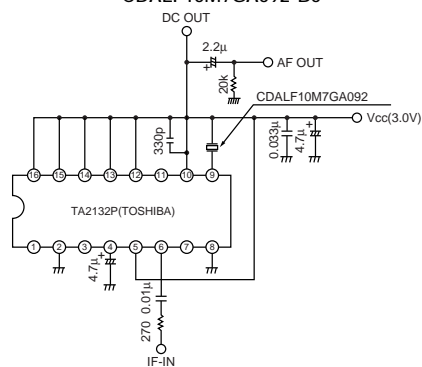 DC OUT
2.2μ
+
AF OUT
20k
CDALF10M7GA092
Vcc(3.0V)
330p
0.033μ
4.7μ
+
16 15 14 13 12 11 10 9
TA2132P(TOSHIBA)
1 2 3 4 5 6 7 8
4.7μ
+
0.01μ
270
IF-IN